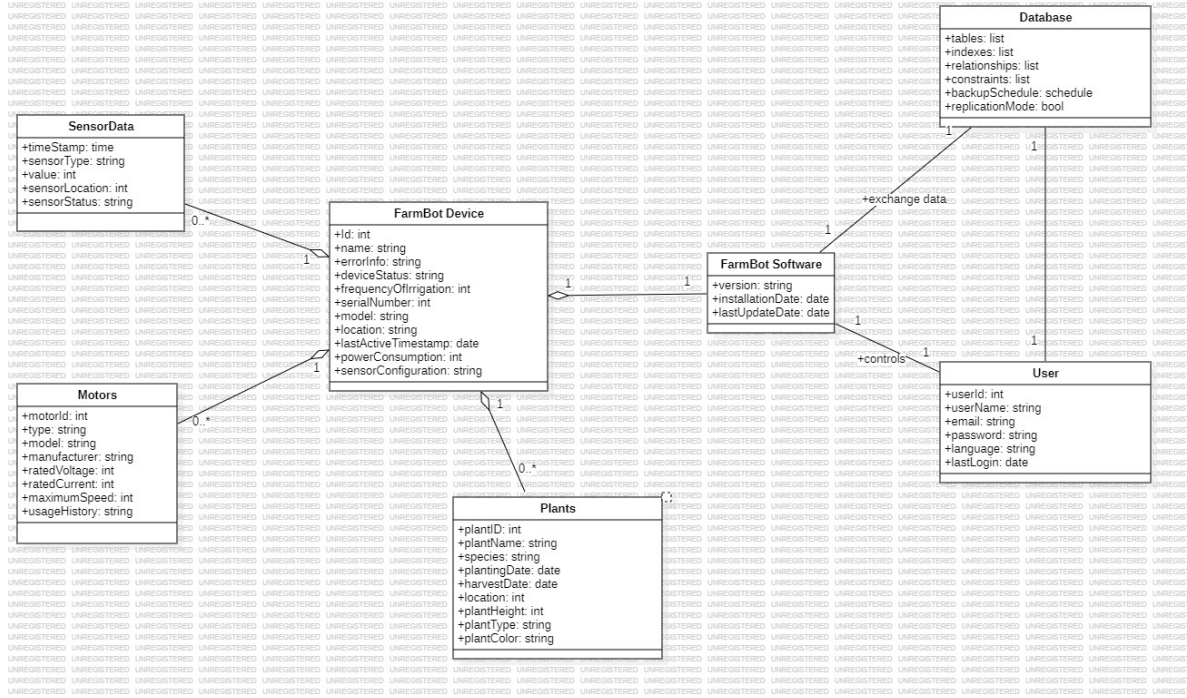 Database
+tables: list
+indexes: list
+relationships: list
+constraints: list
+backupSchedule: schedule
+replicationMode: bool
1
1
+exchange data
1
SensorData
+timeStamp: time
+sensorType: string
+value: int
+sensorLocation: int
+sensorStatus: string
0..*
1
FarmBot Device
+Id: int
+name: string
+errorInfo: string
+deviceStatus: string
+frequencyOfIrrigation: int
+serialNumber: int
+model: string
+location: string
+lastActiveTimestamp: date
+powerConsumption: int
+sensorConfiguration: string
1
1
FarmBot Software
+version: string
+installationDate: date
+lastUpdateDate: date
1
+controls
1
1
User
+userId: int
+userName: string
+email: string
+password: string
+language: string
+lastLogin: date
1
0..*
Motors
+motorId: int
+type: string
+model: string
+manufacturer: string
+ratedVoltage: int
+ratedCurrent: int
+maximumSpeed: int
+usageHistory: string
1
0..*
Plants
+plantID: int
+plantName: string
+species: string
+plantingDate: date
+harvestDate: date
+location: int
+plantHeight: int
+plantType: string
+plantColor: string
UNREGISTERED